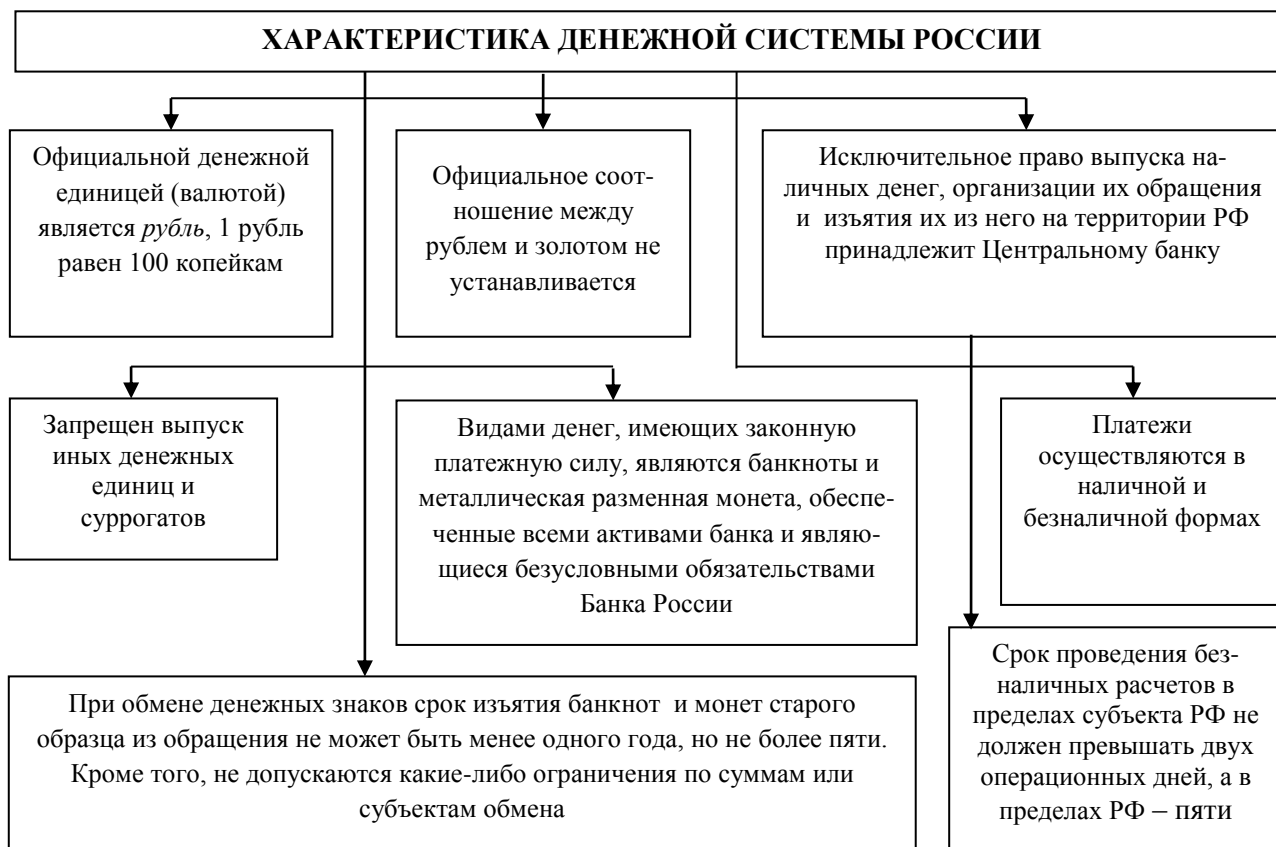 ХАРАКТЕРИСТИКА ДЕНЕЖНОЙ СИСТЕМЫ РОССИИ
Официальной денежной
единицей (валютой)
является рубль, 1 рубль
равен 100 копейкам
Официальное соот-
ношение между
рублем и золотом не
устанавливается
Исключительное право выпуска на-
личных денег, организации их обращения
и изъятия их из него на территории РФ
принадлежит Центральному банку
Запрещен выпуск
иных денежных
единиц и
суррогатов
Видами денег, имеющих законную
платежную силу, являются банкноты и
металлическая разменная монета, обеспе-
ченные всеми активами банка и являю-
щиеся безусловными обязательствами
Банка России
Платежи
осуществляются в
наличной и
безналичной формах
При обмене денежных знаков срок изъятия банкнот и монет старого
образца из обращения не может быть менее одного года, но не более пяти.
Кроме того, не допускаются какие-либо ограничения по суммам или
субъектам обмена
Срок проведения без-
наличных расчетов в
пределах субъекта РФ не
должен превышать двух
операционных дней, а в
пределах РФ – пяти